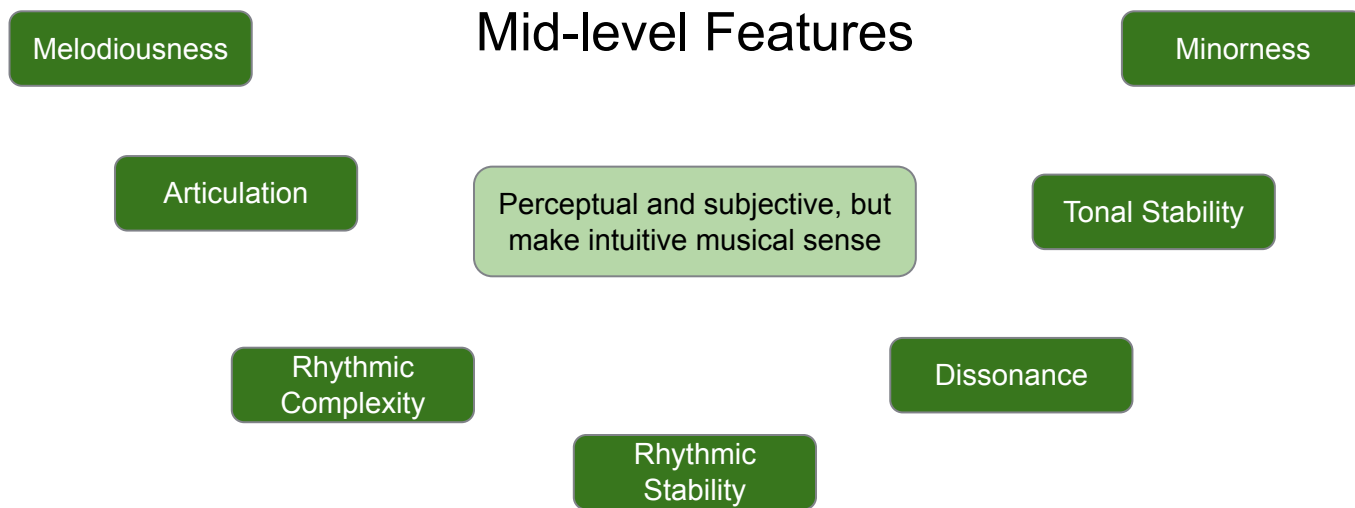 Mid-level Features
Melodiousness
Minorness
Articulation
Perceptual and subjective, but
make intuitive musical sense
Tonal Stability
Rhythmic
Complexity
Dissonance
Rhythmic
Stability